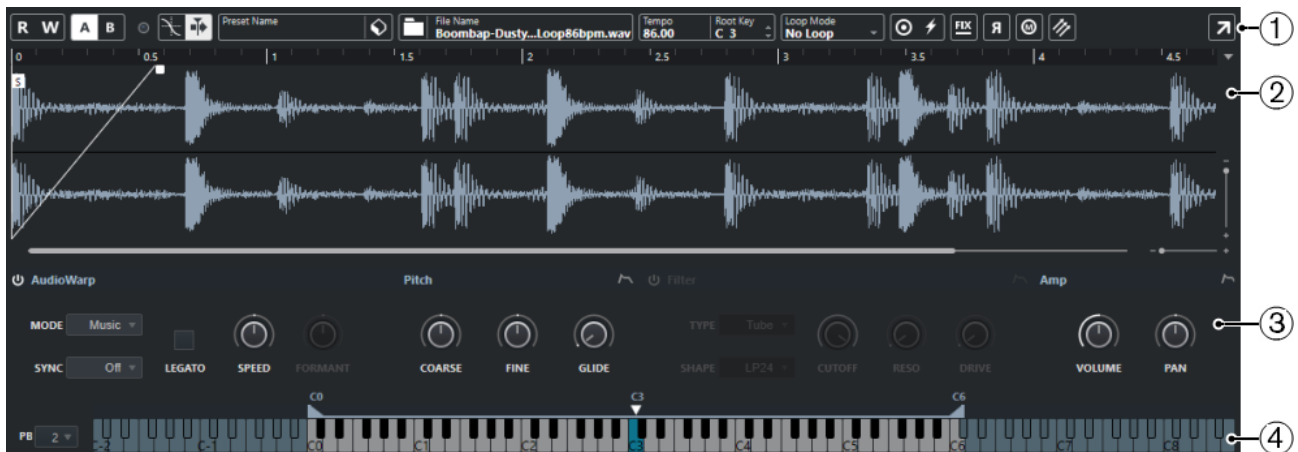 R W A B Preset Name File Name Tempo Root Key Loop Mode
Boombap-Dusty...Loop86bpm.wav 86.00 C 3 No Loop FIX R M 1
0 0.5 1 1.5 2 2.5 3 3.5 4 4.5
S
2
AudioWarp Pitch Filter Amp
MODE Music TYPE Tube 3
SYNC Off LEGATO SPEED FORMANT COARSE FINE GLIDE SHAPE LP24 CUTOFF RESO DRIVE VOLUME PAN
C0 C3 C6
PB 2 C-2 C-1 C0 C1 C2 C3 C4 C5 C6 C7 C8 4